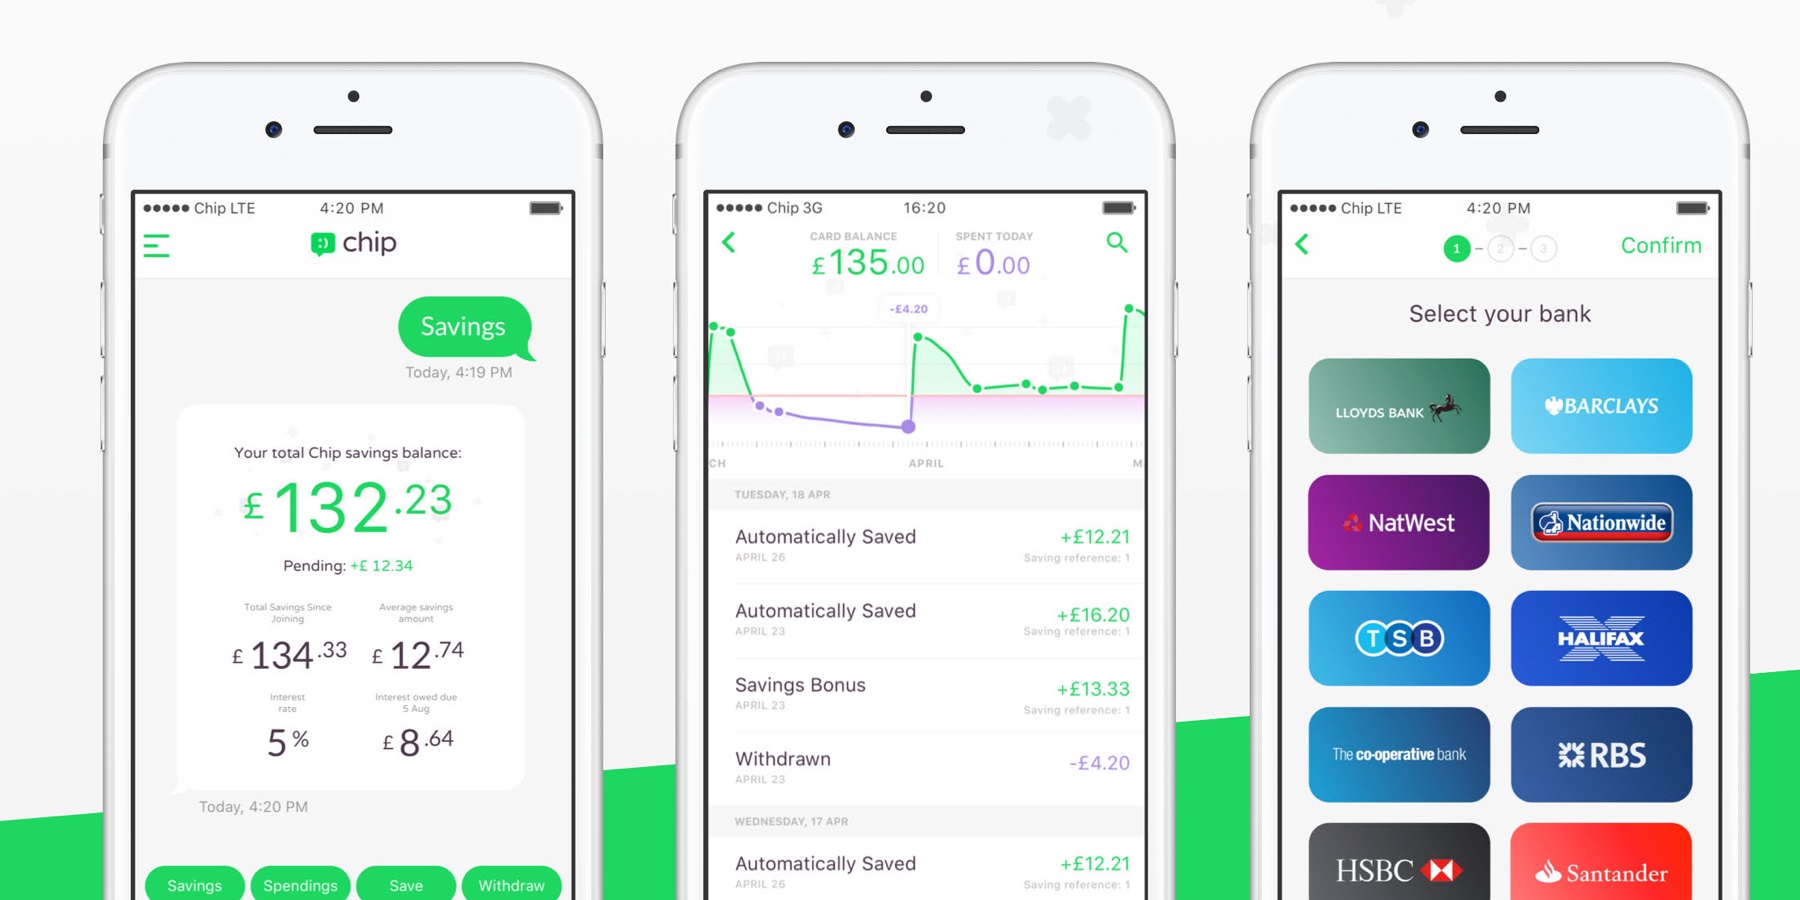 Chip LTE 4:20 PM
chip
Savings
Today, 4:19 PM
Your total Chip savings balance:
£132.23
Pending: +£ 12.34
Total Savings Since
Joining
Average savings
amount
£134.33 £12.74
Interest
rate
Interest owed due
5 Aug
5% £8.64
Today, 4:20 PM
Savings Spendings Save Withdraw
Chip 3G 16:20
CARD BALANCE SPENT TODAY
£135.00 £0.00
-£4.20
CH APRIL M
TUESDAY, 18 APR
Automatically Saved +£12.21
APRIL 26 Saving reference: 1
Automatically Saved +£16.20
APRIL 23 Saving reference: 1
Savings Bonus +£13.33
APRIL 23 Saving reference: 1
Withdrawn -£4.20
APRIL 23
WEDNESDAY, 17 APR
Automatically Saved +£12.21
APRIL 26 Saving reference: 1
Chip LTE 4:20 PM
1 2 3 Confirm
Select your bank
LLOYDS BANK BARCLAYS
NatWest Nationwide
TSB HALIFAX
The co-operative bank RBS
HSBC Santander